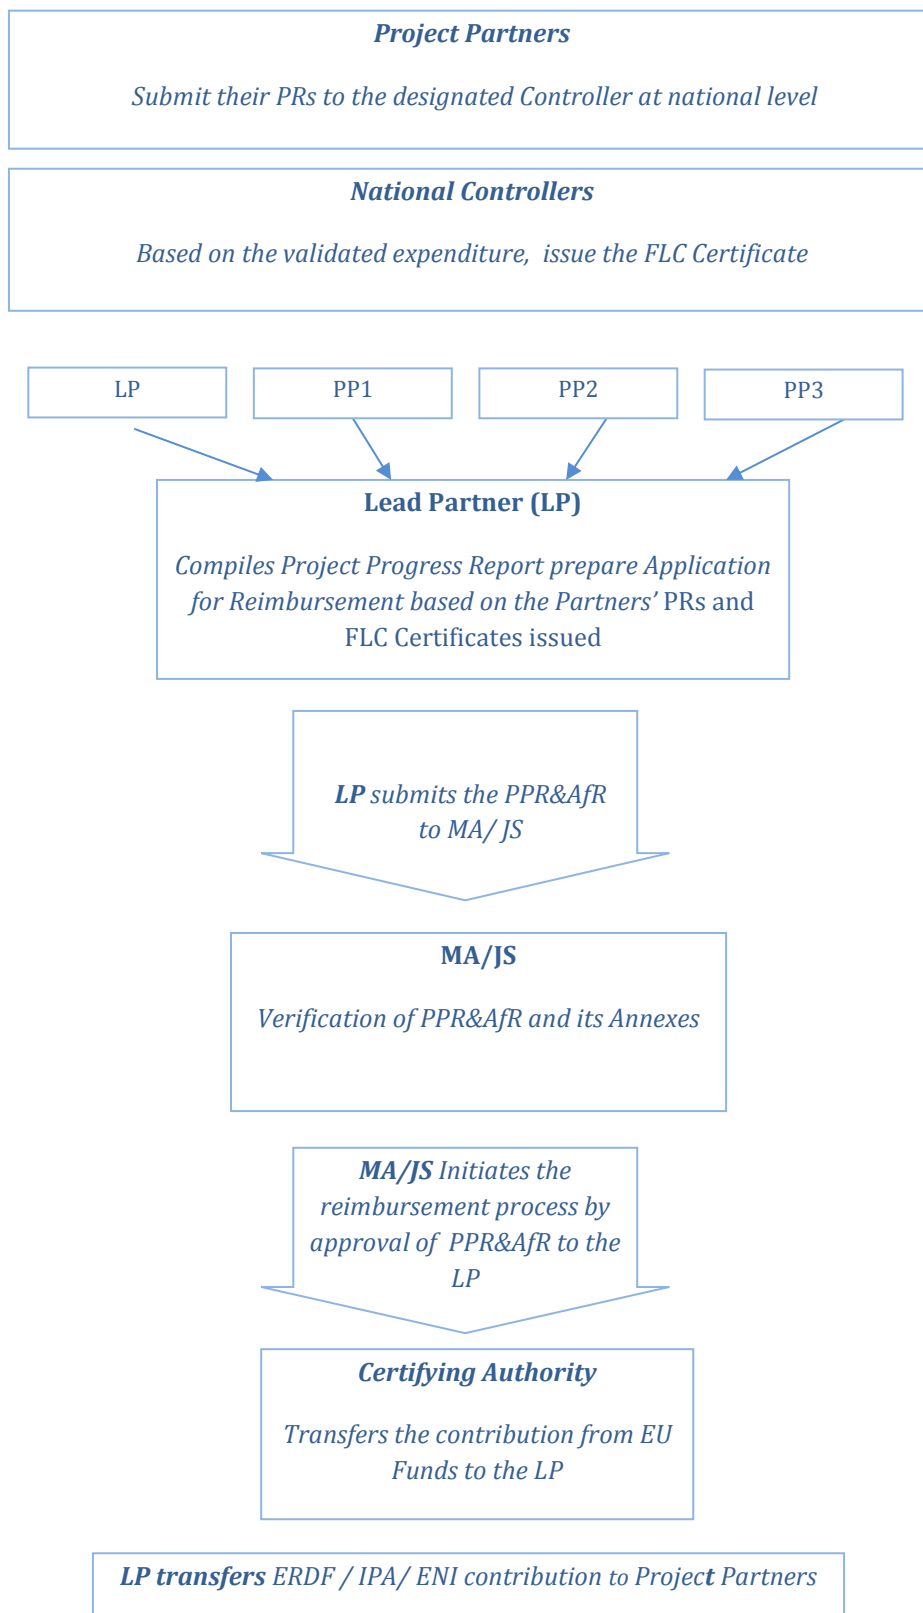 Project Partners
Submit their PRs to the designated Controller at national level
National Controllers
Based on the validated expenditure, issue the FLC Certificate
LP
PP1
PP2
PP3
Lead Partner (LP)
Compiles Project Progress Report prepare Application
for Reimbursement based on the Partners’ PRs and
FLC Certificates issued
LP submits the PPR&AfR
to MA/ JS
MA/JS
Verification of PPR&AfR and its Annexes
MA/JS Initiates the
reimbursement process by
approval of PPR&AfR to the
LP
Certifying Authority
Transfers the contribution from EU
Funds to the LP
LP transfers ERDF / IPA/ ENI contribution to Project Partners